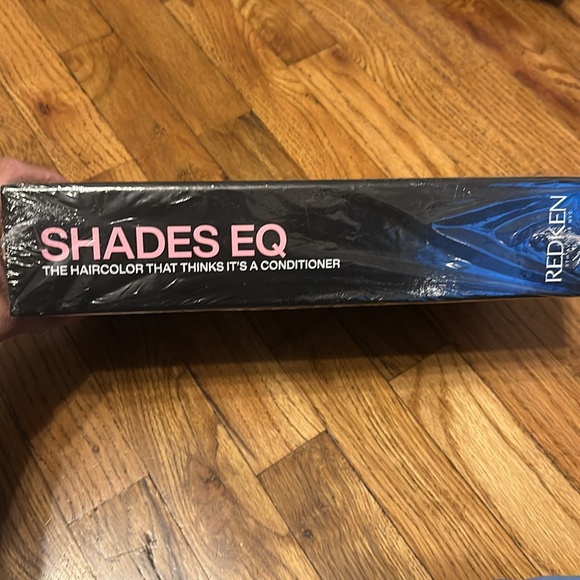 SHADES EQ
THE HAIRCOLOR THAT THINKS IT'S A CONDITIONER
REDKEN